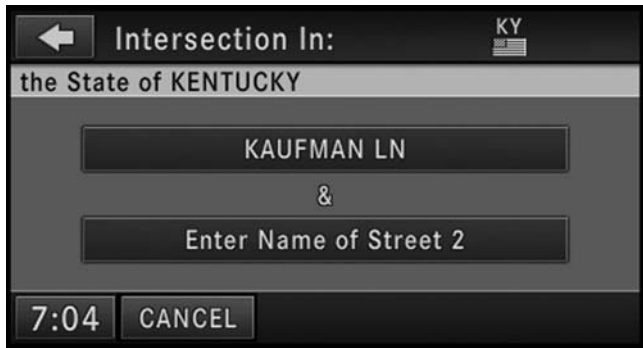 Intersection In:
KY
the State of KENTUCKY
KAUFMAN LN
&
Enter Name of Street 2
7:04 CANCEL